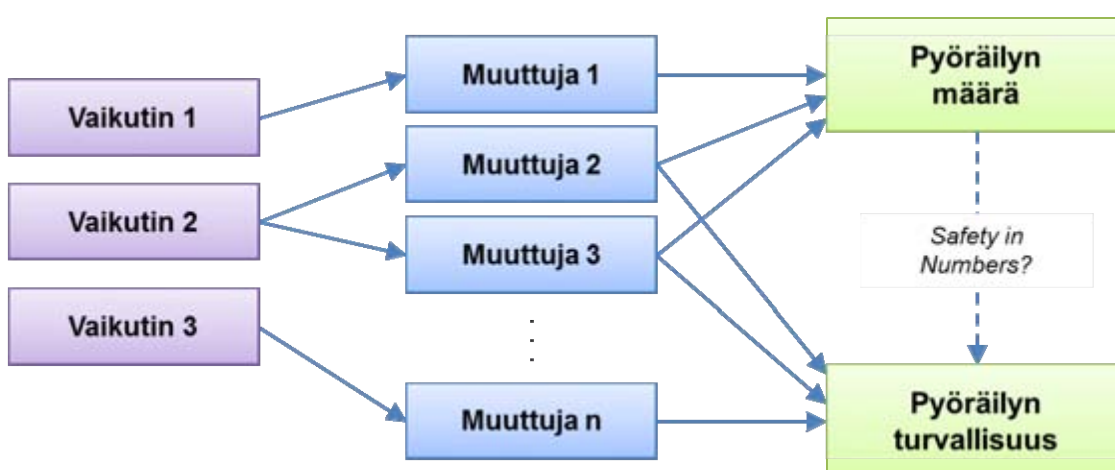 Vaikutin 1
Vaikutin 2
Vaikutin 3
Muuttuja 1
Muuttuja 2
Muuttuja 3
Muuttuja n
Pyöräilyn
määrä
Safety in
Numbers?
Pyöräilyn
turvallisuus